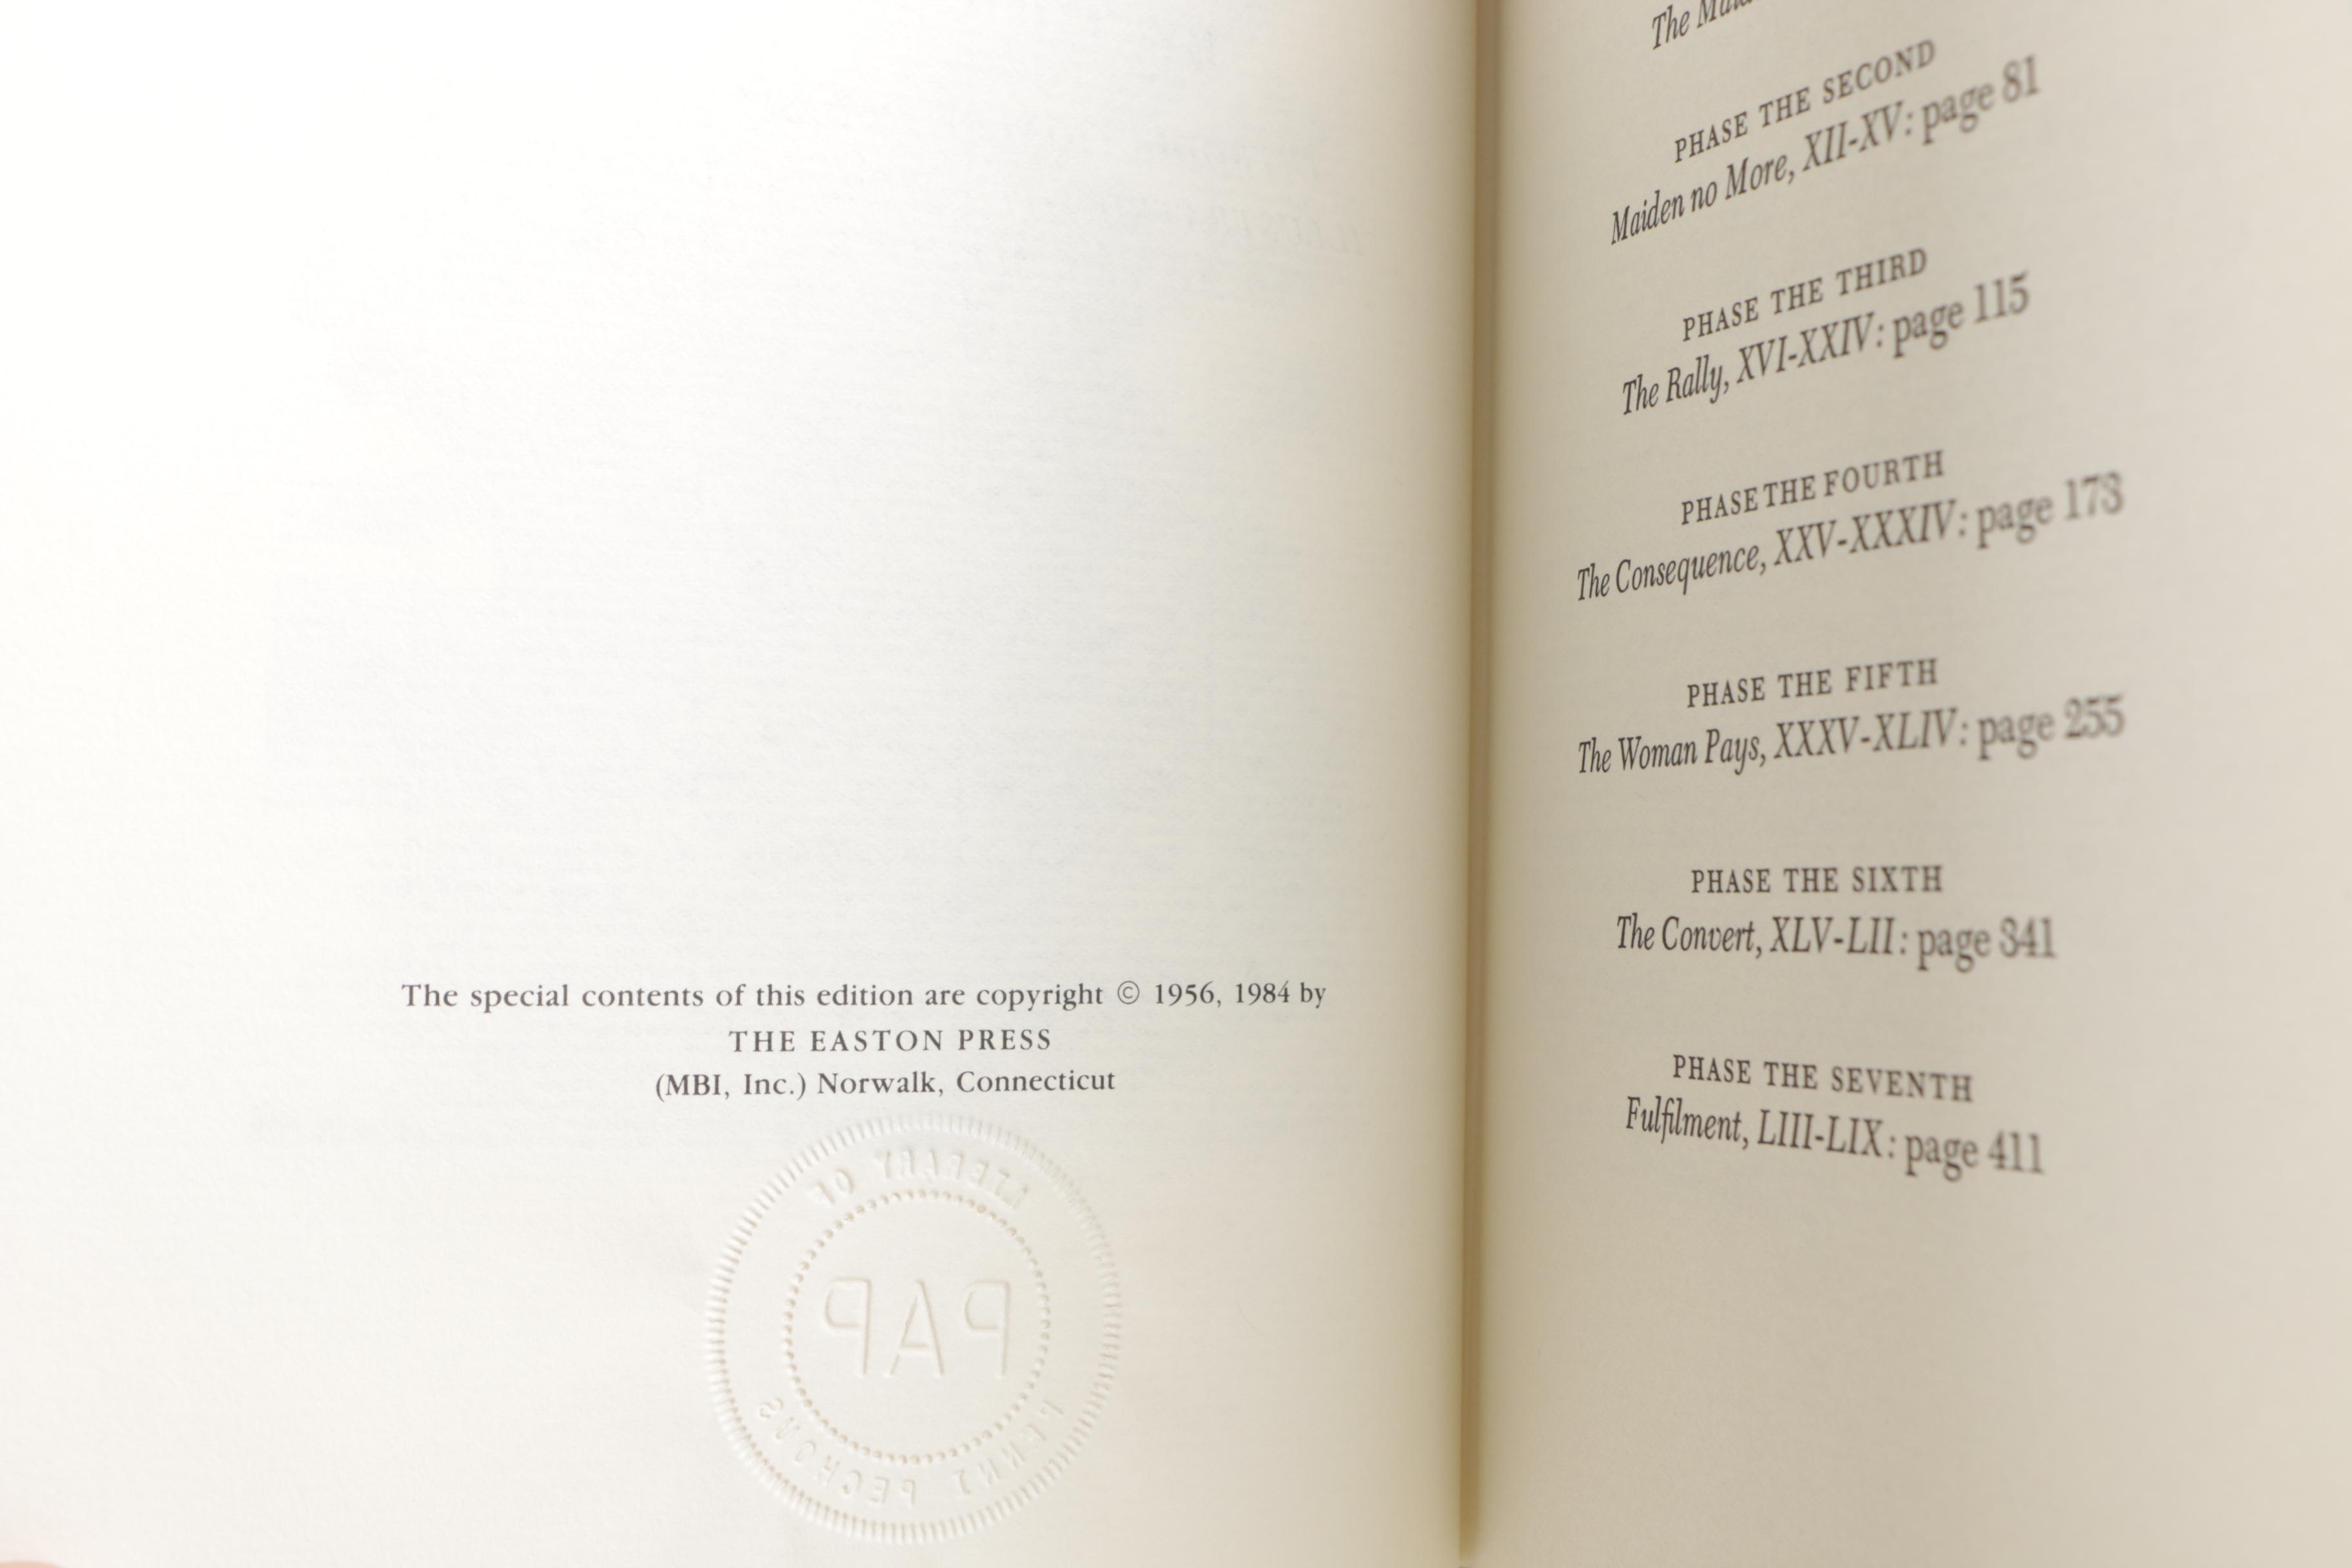 The special contents of this edition are copyright © 1956, 1984 by
THE EASTON PRESS
(MBI, Inc.) Norwalk, Connecticut
OF
PAP
The
PHASE THE SECOND
Maiden no More, XII-XV: page 81
PHASE THE THIRD
The Rally, XVI-XXIV: page 115
PHASE THE FOURTH
The Consequence, XXV-XXXIV: page 173
PHASE THE FIFTH
The Woman Pays, XXXV-XLIV: page 255
PHASE THE SIXTH
The Convert, XLV-LII: page 341
PHASE THE SEVENTH
Fulfilment, LIII-LIX: page 411